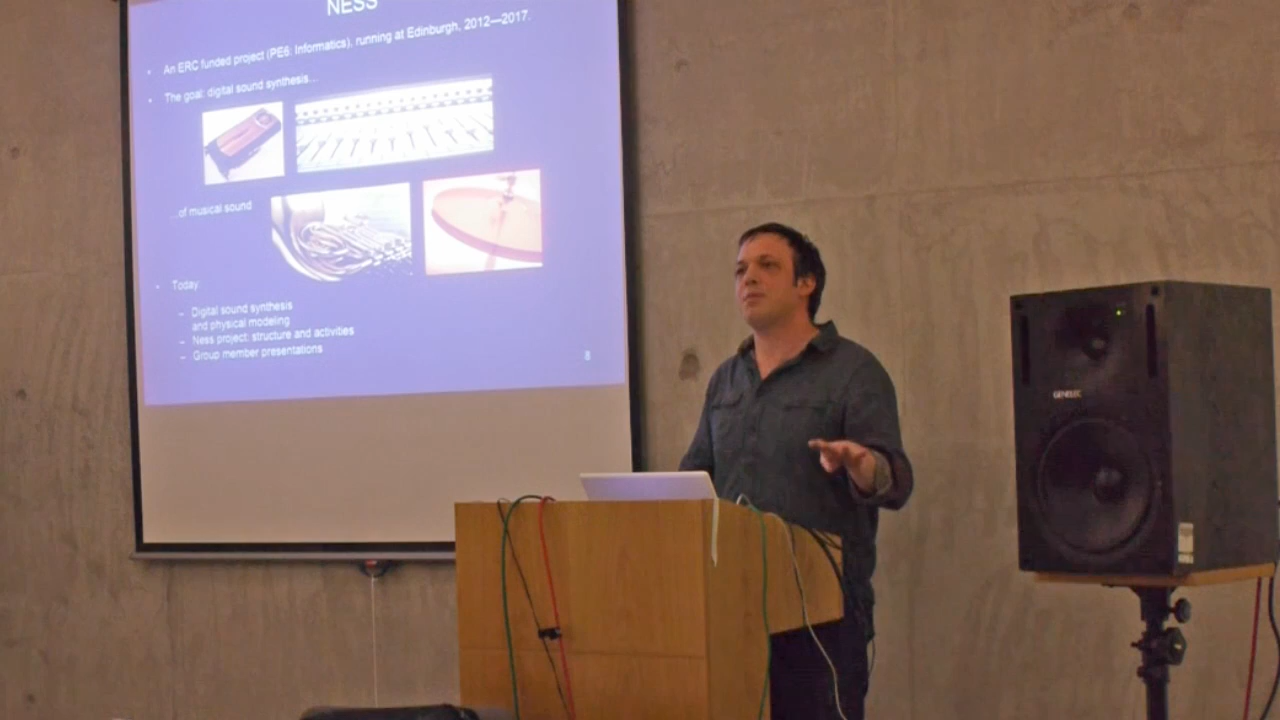 NESS
• An ERC funded project (PE6: Informatics), running at Edinburgh, 2012—2017.
• The goal: digital sound synthesis…
…of musical sound
• Today:
– Digital sound synthesis
and physical modeling
– Ness project: structure and activities
– Group member presentations
8
GENELEC